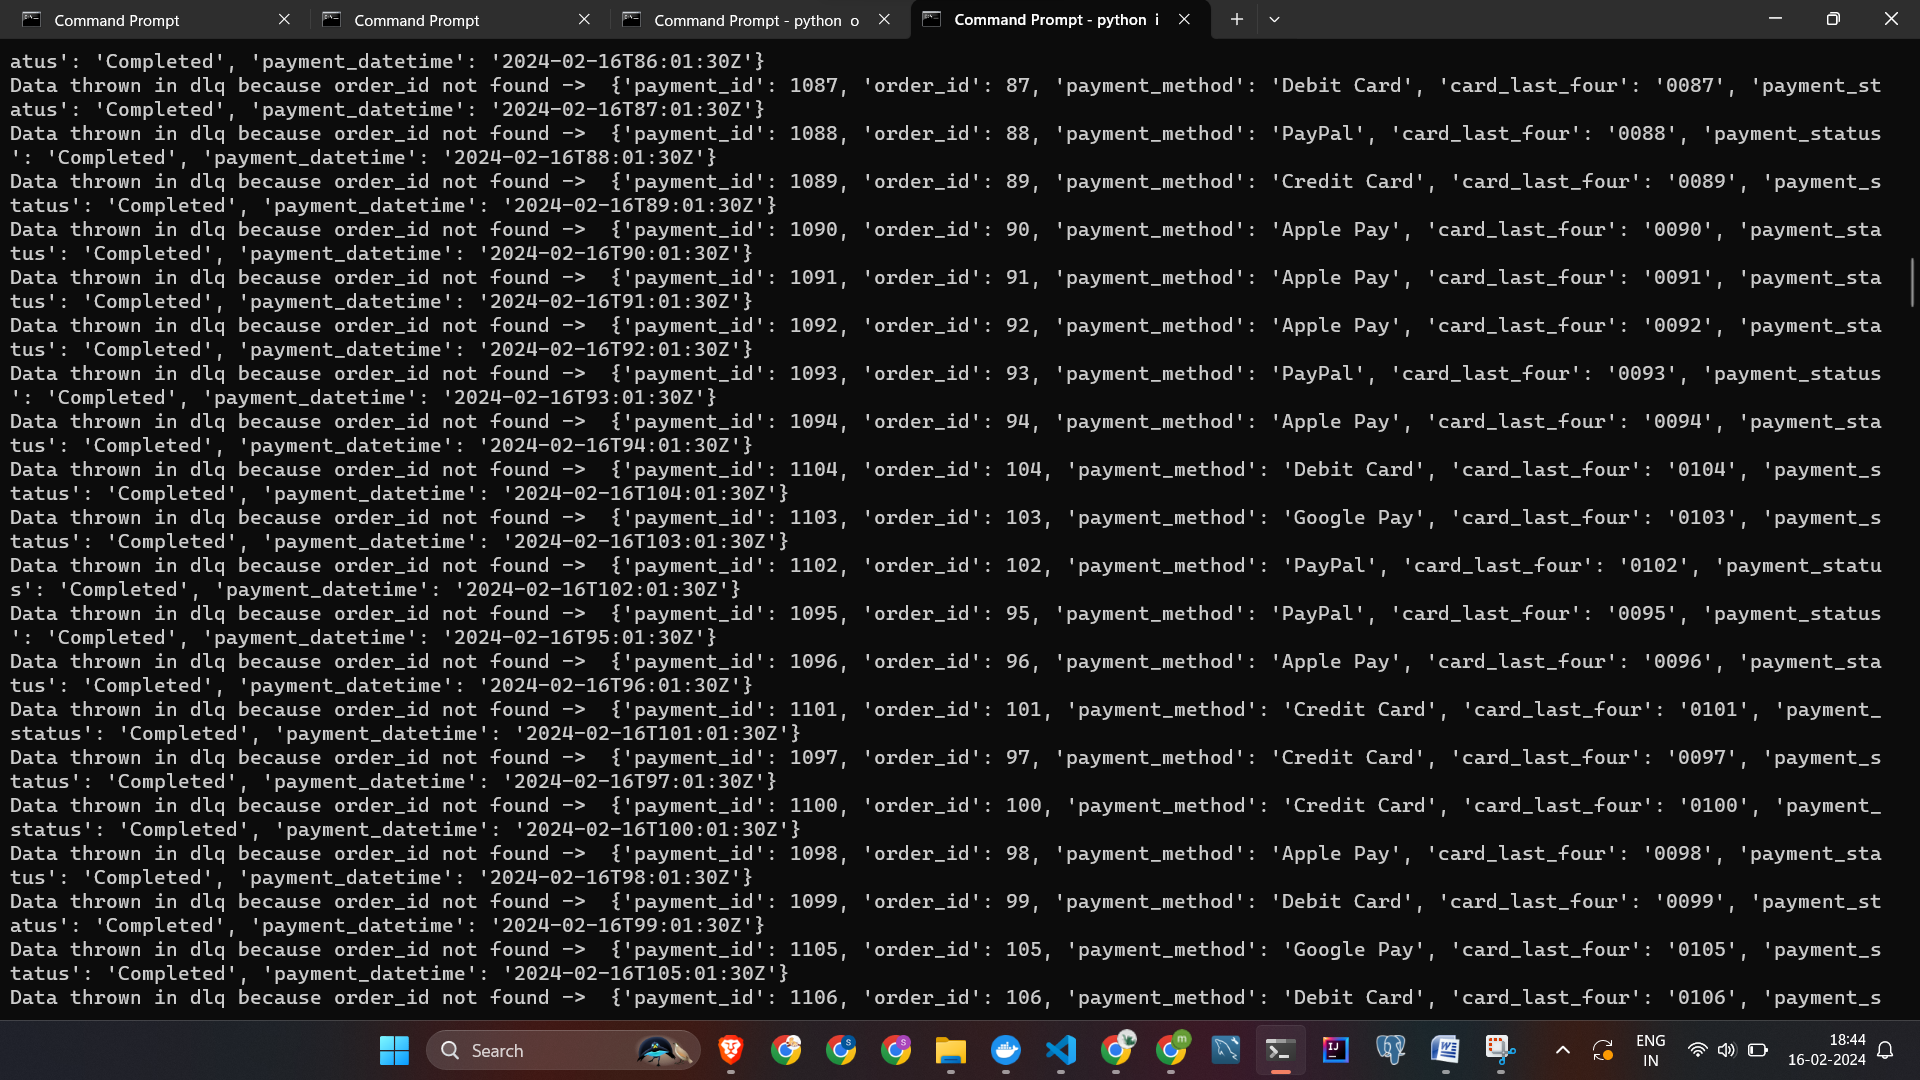 Command Prompt
Command Prompt
Command Prompt - python o
Command Prompt - python i
atus': 'Completed', 'payment_datetime': '2024-02-16T86:01:30Z'}
Data thrown in dlq because order_id not found ->  {'payment_id': 1087, 'order_id': 87, 'payment_method': 'Debit Card', 'card_last_four': '0087', 'payment_st
atus': 'Completed', 'payment_datetime': '2024-02-16T87:01:30Z'}
Data thrown in dlq because order_id not found ->  {'payment_id': 1088, 'order_id': 88, 'payment_method': 'PayPal', 'card_last_four': '0088', 'payment_status
': 'Completed', 'payment_datetime': '2024-02-16T88:01:30Z'}
Data thrown in dlq because order_id not found ->  {'payment_id': 1089, 'order_id': 89, 'payment_method': 'Credit Card', 'card_last_four': '0089', 'payment_s
tatus': 'Completed', 'payment_datetime': '2024-02-16T89:01:30Z'}
Data thrown in dlq because order_id not found ->  {'payment_id': 1090, 'order_id': 90, 'payment_method': 'Apple Pay', 'card_last_four': '0090', 'payment_sta
tus': 'Completed', 'payment_datetime': '2024-02-16T90:01:30Z'}
Data thrown in dlq because order_id not found ->  {'payment_id': 1091, 'order_id': 91, 'payment_method': 'Apple Pay', 'card_last_four': '0091', 'payment_sta
tus': 'Completed', 'payment_datetime': '2024-02-16T91:01:30Z'}
Data thrown in dlq because order_id not found ->  {'payment_id': 1092, 'order_id': 92, 'payment_method': 'Apple Pay', 'card_last_four': '0092', 'payment_sta
tus': 'Completed', 'payment_datetime': '2024-02-16T92:01:30Z'}
Data thrown in dlq because order_id not found ->  {'payment_id': 1093, 'order_id': 93, 'payment_method': 'PayPal', 'card_last_four': '0093', 'payment_status
': 'Completed', 'payment_datetime': '2024-02-16T93:01:30Z'}
Data thrown in dlq because order_id not found ->  {'payment_id': 1094, 'order_id': 94, 'payment_method': 'Apple Pay', 'card_last_four': '0094', 'payment_sta
tus': 'Completed', 'payment_datetime': '2024-02-16T94:01:30Z'}
Data thrown in dlq because order_id not found ->  {'payment_id': 1104, 'order_id': 104, 'payment_method': 'Debit Card', 'card_last_four': '0104', 'payment_s
tatus': 'Completed', 'payment_datetime': '2024-02-16T104:01:30Z'}
Data thrown in dlq because order_id not found ->  {'payment_id': 1103, 'order_id': 103, 'payment_method': 'Google Pay', 'card_last_four': '0103', 'payment_s
tatus': 'Completed', 'payment_datetime': '2024-02-16T103:01:30Z'}
Data thrown in dlq because order_id not found ->  {'payment_id': 1102, 'order_id': 102, 'payment_method': 'PayPal', 'card_last_four': '0102', 'payment_statu
s': 'Completed', 'payment_datetime': '2024-02-16T102:01:30Z'}
Data thrown in dlq because order_id not found ->  {'payment_id': 1095, 'order_id': 95, 'payment_method': 'PayPal', 'card_last_four': '0095', 'payment_status
': 'Completed', 'payment_datetime': '2024-02-16T95:01:30Z'}
Data thrown in dlq because order_id not found ->  {'payment_id': 1096, 'order_id': 96, 'payment_method': 'Apple Pay', 'card_last_four': '0096', 'payment_sta
tus': 'Completed', 'payment_datetime': '2024-02-16T96:01:30Z'}
Data thrown in dlq because order_id not found ->  {'payment_id': 1101, 'order_id': 101, 'payment_method': 'Credit Card', 'card_last_four': '0101', 'payment_
status': 'Completed', 'payment_datetime': '2024-02-16T101:01:30Z'}
Data thrown in dlq because order_id not found ->  {'payment_id': 1097, 'order_id': 97, 'payment_method': 'Credit Card', 'card_last_four': '0097', 'payment_s
tatus': 'Completed', 'payment_datetime': '2024-02-16T97:01:30Z'}
Data thrown in dlq because order_id not found ->  {'payment_id': 1100, 'order_id': 100, 'payment_method': 'Credit Card', 'card_last_four': '0100', 'payment_
status': 'Completed', 'payment_datetime': '2024-02-16T100:01:30Z'}
Data thrown in dlq because order_id not found ->  {'payment_id': 1098, 'order_id': 98, 'payment_method': 'Apple Pay', 'card_last_four': '0098', 'payment_sta
tus': 'Completed', 'payment_datetime': '2024-02-16T98:01:30Z'}
Data thrown in dlq because order_id not found ->  {'payment_id': 1099, 'order_id': 99, 'payment_method': 'Debit Card', 'card_last_four': '0099', 'payment_st
atus': 'Completed', 'payment_datetime': '2024-02-16T99:01:30Z'}
Data thrown in dlq because order_id not found ->  {'payment_id': 1105, 'order_id': 105, 'payment_method': 'Google Pay', 'card_last_four': '0105', 'payment_s
tatus': 'Completed', 'payment_datetime': '2024-02-16T105:01:30Z'}
Data thrown in dlq because order_id not found ->  {'payment_id': 1106, 'order_id': 106, 'payment_method': 'Debit Card', 'card_last_four': '0106', 'payment_s
Search
ENG
IN
18:44
16-02-2024